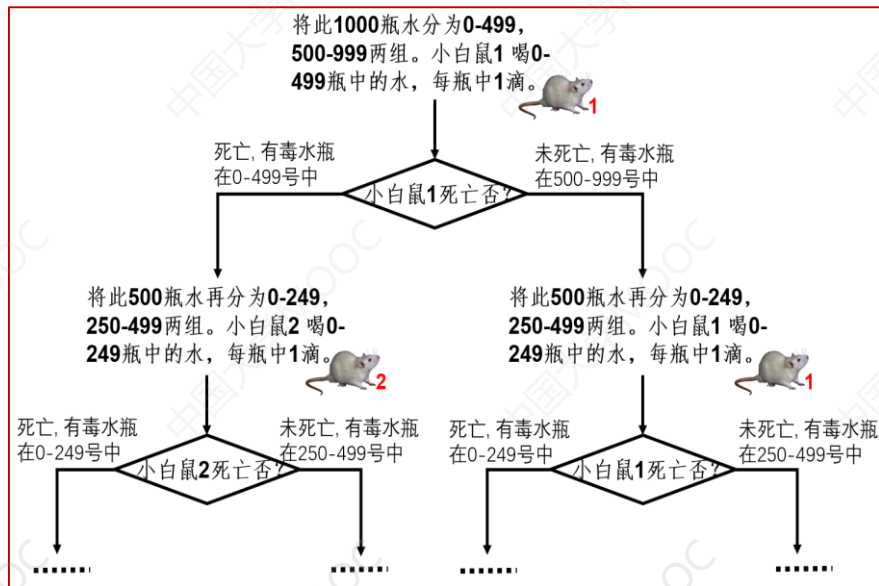 将此1000瓶水分为0-499，
500-999两组。小白鼠1 喝0-
499瓶中的水，每瓶中1滴。
1
死亡, 有毒水瓶
在0-499号中
未死亡, 有毒水瓶
在500-999号中
小白鼠1死亡否?
将此500瓶水再分为0-249，
250-499两组。小白鼠2 喝0-
249瓶中的水，每瓶中1滴。
2
将此500瓶水再分为0-249，
250-499两组。小白鼠1 喝0-
249瓶中的水，每瓶中1滴。
1
死亡, 有毒水瓶
在0-249号中
未死亡, 有毒水瓶
在250-499号中
小白鼠2死亡否?
死亡, 有毒水瓶
在0-249号中
未死亡, 有毒水瓶
在250-499号中
小白鼠1死亡否?